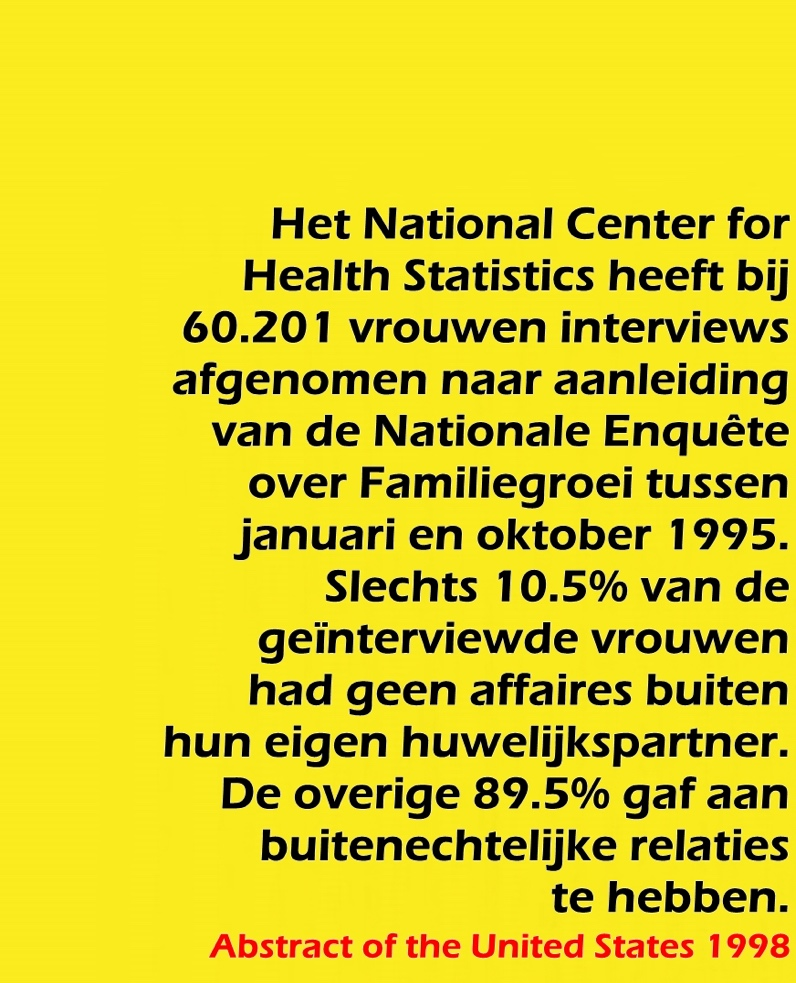 Het National Center for
Health Statistics heeft bij
60.201 vrouwen interviews
afgenomen naar aanleiding
van de Nationale Enquête
over Familiegroei tussen
januari en oktober 1995.
Slechts 10.5% van de
geïnterviewde vrouwen
had geen affaires buiten
hun eigen huwelijkspartner.
De overige 89.5% gaf aan
buitenechtelijke relaties
te hebben.
Abstract of the United States 1998